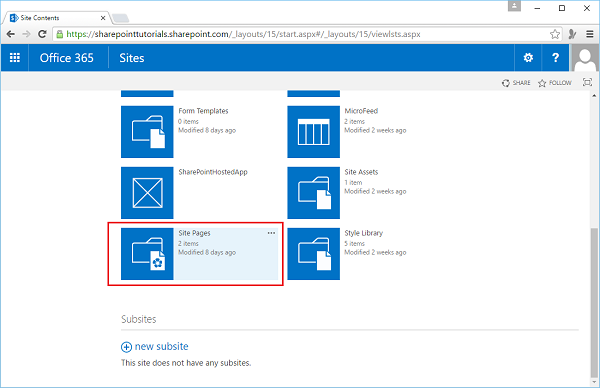 Site Contents
https://sharepointtutorials.sharepoint.com/_layouts/15/start.aspx#/_layouts/15/viewlsts.aspx
Office 365
Sites
?
SHARE
FOLLOW
Form Templates
0 items
Modified 8 days ago
MicroFeed
2 items
Modified 2 weeks ago
SharePointHostedApp
Site Assets
1 item
Modified 2 weeks ago
Site Pages
2 items
Modified 8 days ago
Style Library
5 items
Modified 2 weeks ago
Subsites
new subsite
This site does not have any subsites.